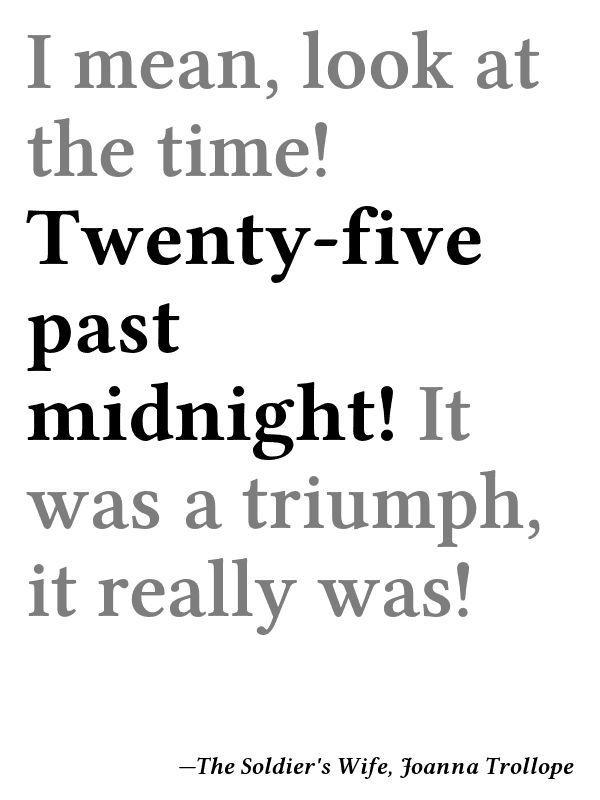 I mean, look at
the time!
Twenty-five
past
midnight! It
was a triumph,
it really was!
—The Soldier's Wife, Joanna Trollope